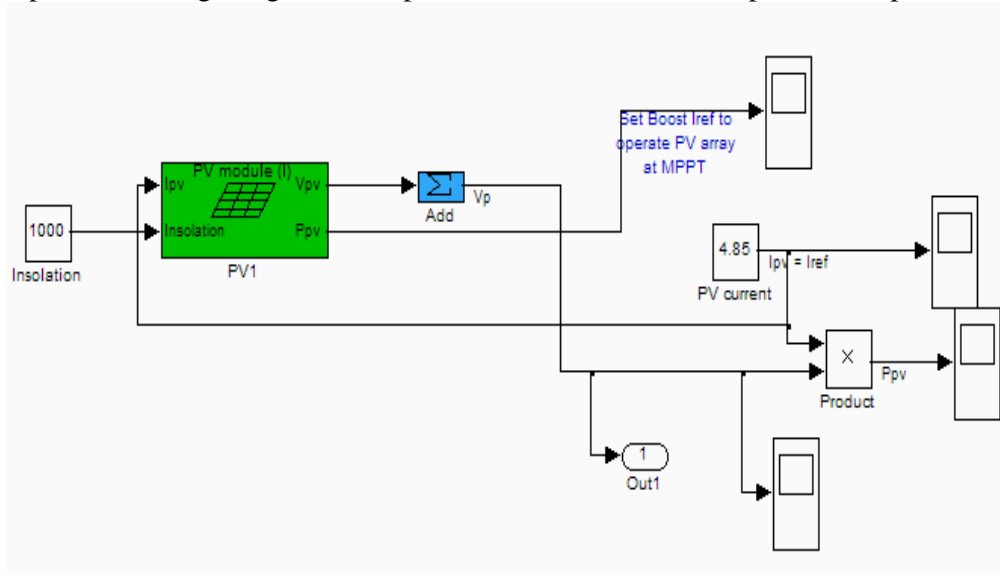 Set Boost Iref to
operate PV array
at MPPT
PV module (I)
Ipv
Vpv
Insolation
Ppv
PV1
1000
Insolation
Σ
Add
Vp
4.85
PV current
Ipv = Iref
×
Product
Ppv
1
Out1